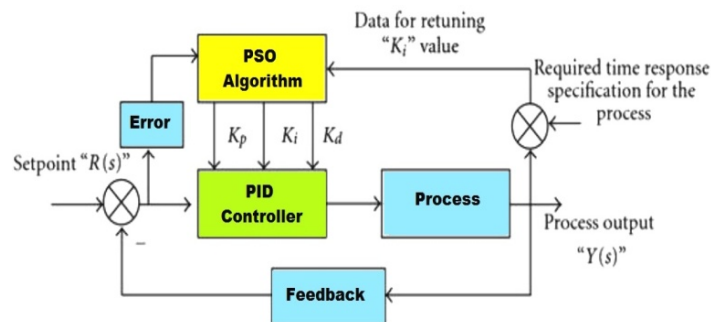 Data for retuning
“Ki” value
PSO
Algorithm
Required time response
specification for the
process
Error
Kp
Ki
Kd
Setpoint “R(s)”
PID
Controller
Process
Process output
“Y(s)”
–
Feedback